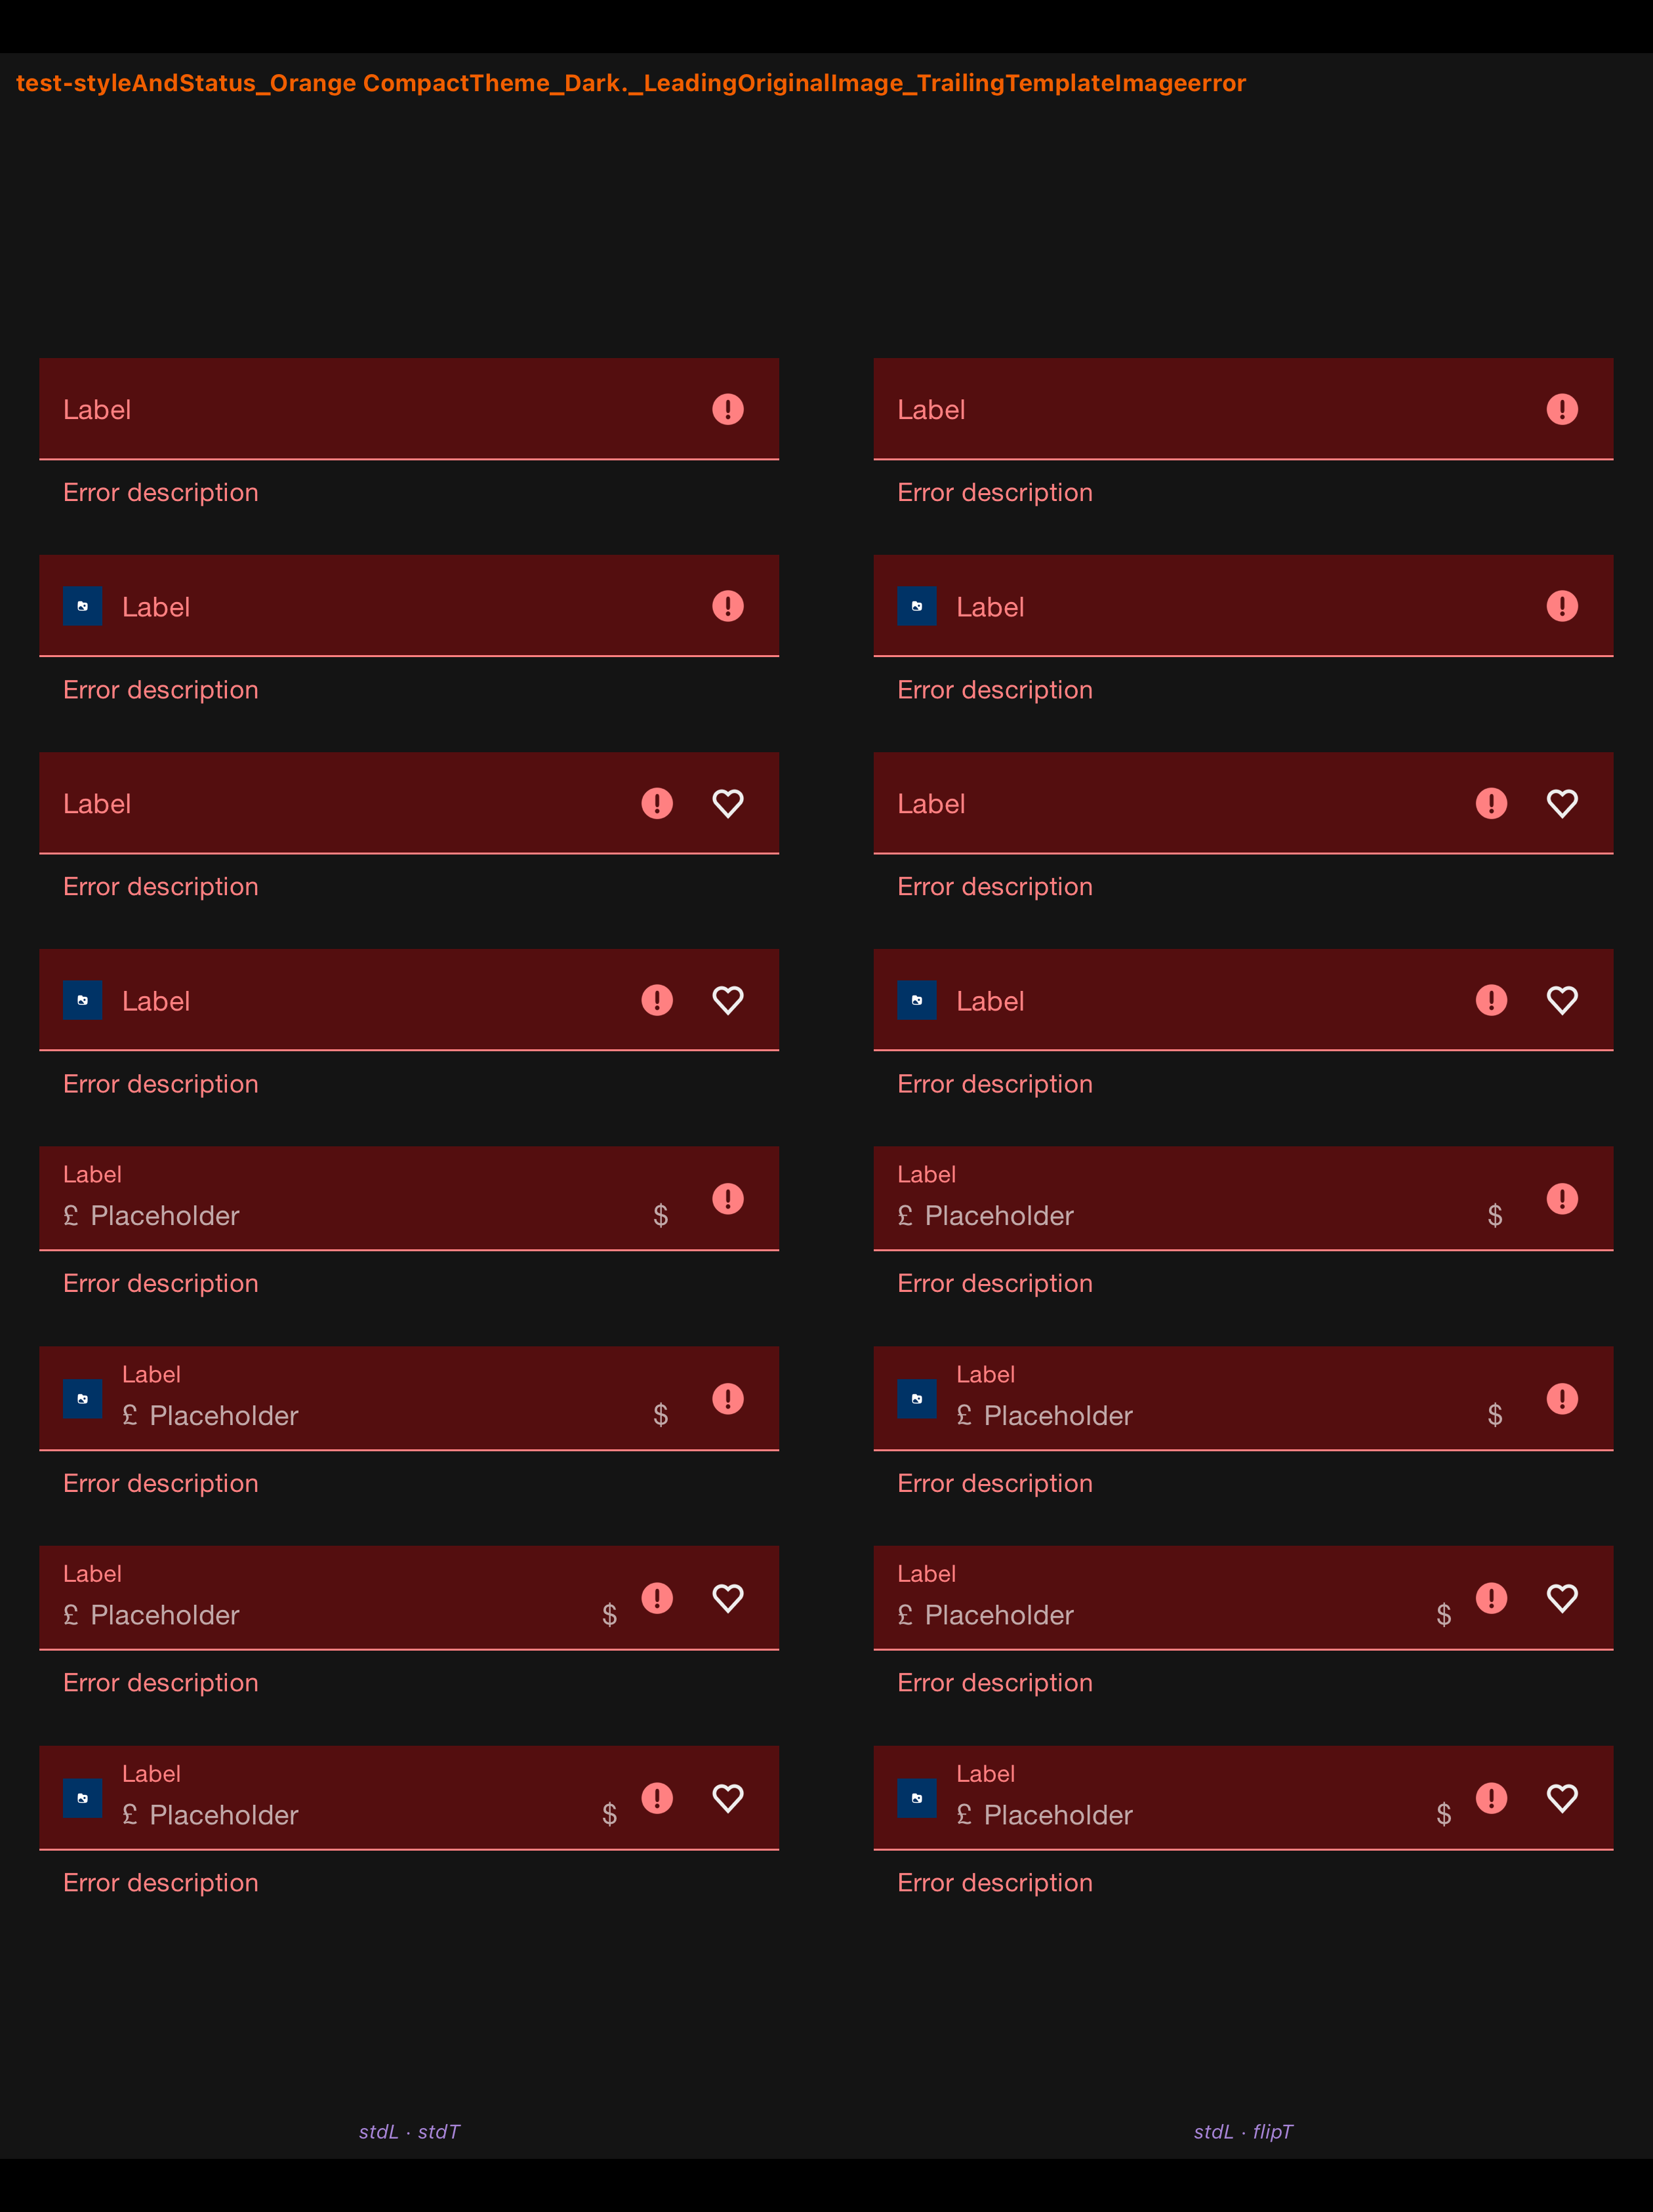 test-styleAndStatus_Orange CompactTheme_Dark._LeadingOriginalImage_TrailingTemplateImageerror
Label
Error description
Label
Error description
Label
Error description
Label
Error description
Label
£ Placeholder $
Error description
Label
£ Placeholder $
Error description
Label
£ Placeholder $
Error description
Label
£ Placeholder $
Error description
stdL · stdT
Label
Error description
Label
Error description
Label
Error description
Label
Error description
Label
£ Placeholder $
Error description
Label
£ Placeholder $
Error description
Label
£ Placeholder $
Error description
Label
£ Placeholder $
Error description
stdL · flipT